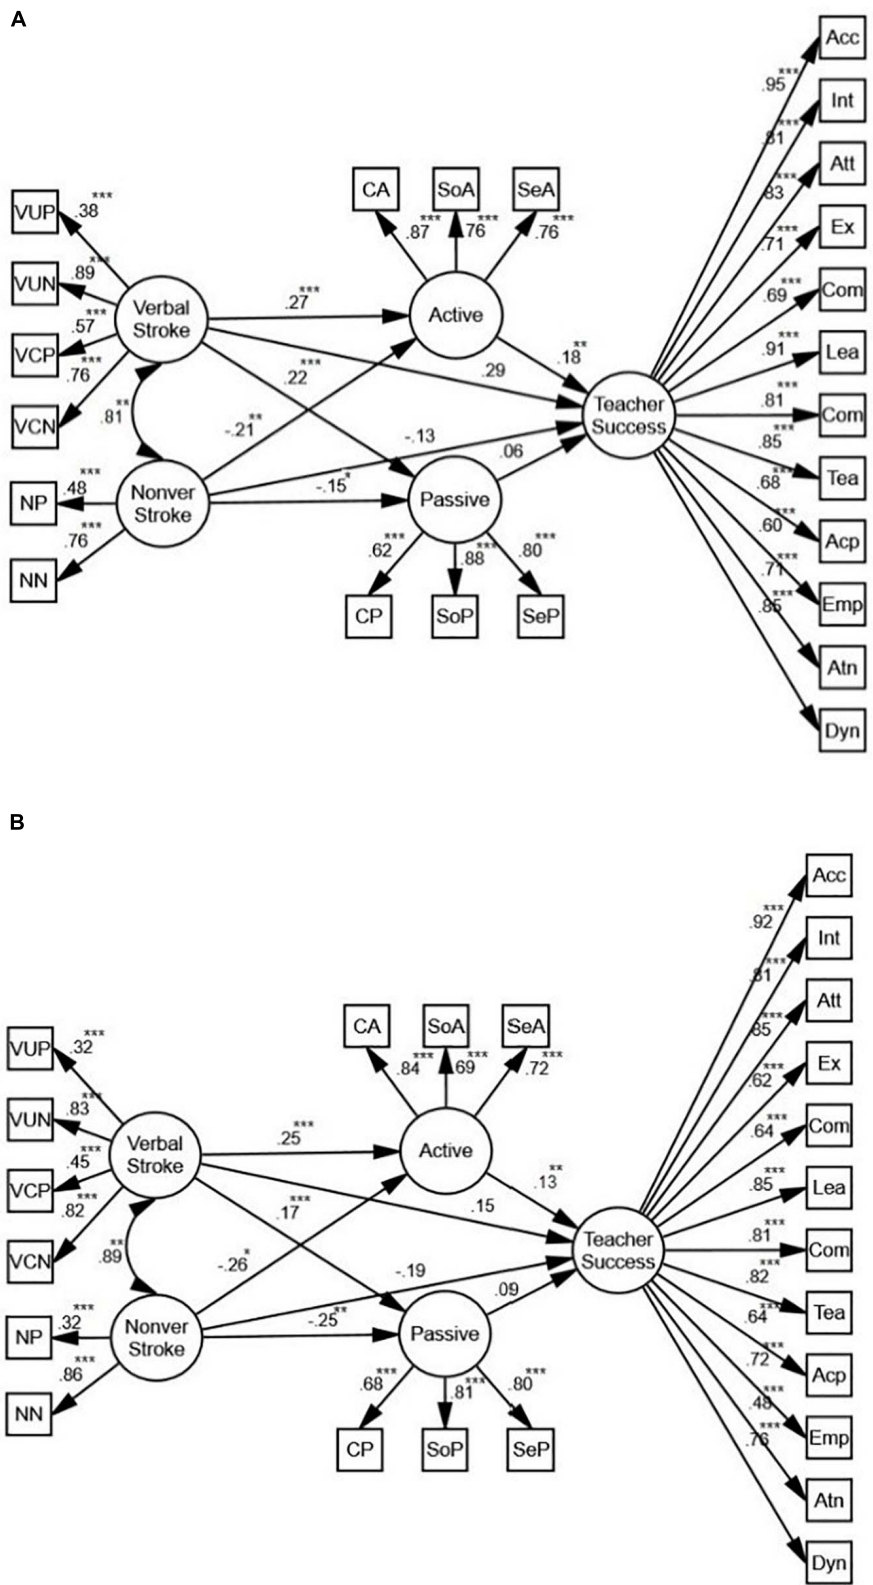 A
Acc
.95***
Int
.81***
Att
.83***
Ex
.71***
Com
.69***
Lea
.91***
Com
.81***
Tea
.85***
Acp
.68***
Emp
.60***
Atn
.71***
Dyn
.85***
CA
SoA
SeA
.87***
.76***
.76***
VUP
.38***
VUN
.89***
VCP
.57***
VCN
.76***
Verbal
Stroke
.81**
NP
.48***
NN
.76***
Nonver
Stroke
.27***
.22***
.29
-.21**
-.13
-.15*
Active
.18**
Passive
.06
Teacher
Success
.62***
.88***
.80***
CP
SoP
SeP
B
Acc
.92***
Int
.81***
Att
.85***
Ex
.62***
Com
.64***
Lea
.85***
Com
.81***
Tea
.82***
Acp
.64***
Emp
.72***
Atn
.48***
Dyn
.76***
CA
SoA
SeA
.84***
.69***
.72***
VUP
.32***
VUN
.83***
VCP
.45***
VCN
.82***
Verbal
Stroke
.89**
NP
.32***
NN
.86***
Nonver
Stroke
.25***
.17***
.15
-.26*
-.19
-.25**
Active
.13**
Passive
.09
Teacher
Success
.68***
.81***
.80***
CP
SoP
SeP